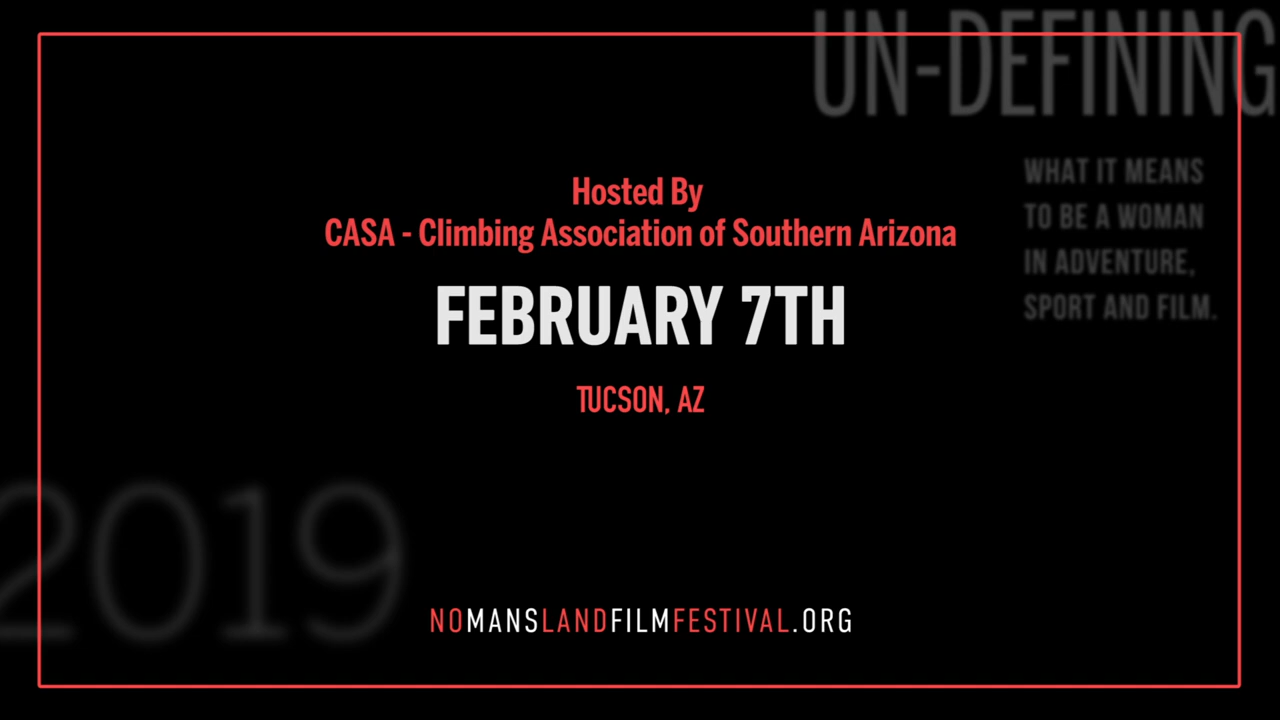 UN-DEFINING
WHAT IT MEANS
TO BE A WOMAN
IN ADVENTURE,
SPORT AND FILM.
Hosted By
CASA - Climbing Association of Southern Arizona
FEBRUARY 7TH
TUCSON, AZ
2019
NOMANSLANDFILMFESTIVAL.ORG